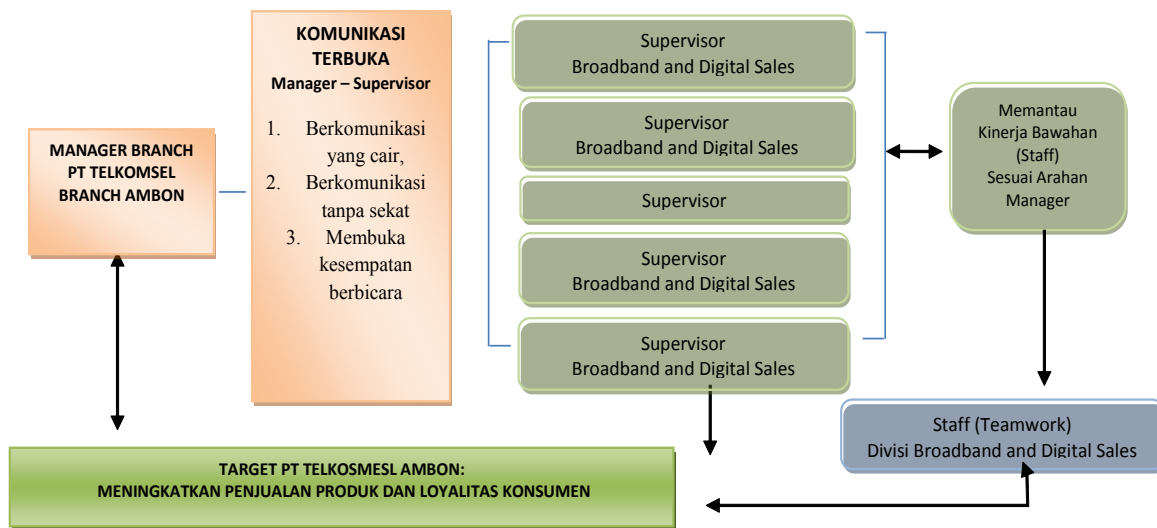 MANAGER BRANCH
PT TELKOMSEL
BRANCH AMBON
KOMUNIKASI
TERBUKA
Manager – Supervisor
1. Berkomunikasi
yang cair,
2. Berkomunikasi
tanpa sekat
3. Membuka
kesempatan
berbicara
Supervisor
Broadband and Digital Sales
Supervisor
Broadband and Digital Sales
Supervisor
Supervisor
Broadband and Digital Sales
Supervisor
Broadband and Digital Sales
Memantau
Kinerja Bawahan
(Staff)
Sesuai Arahan
Manager
Staff (Teamwork)
Divisi Broadband and Digital Sales
TARGET PT TELKOSMESL AMBON:
MENINGKATKAN PENJUALAN PRODUK DAN LOYALITAS KONSUMEN